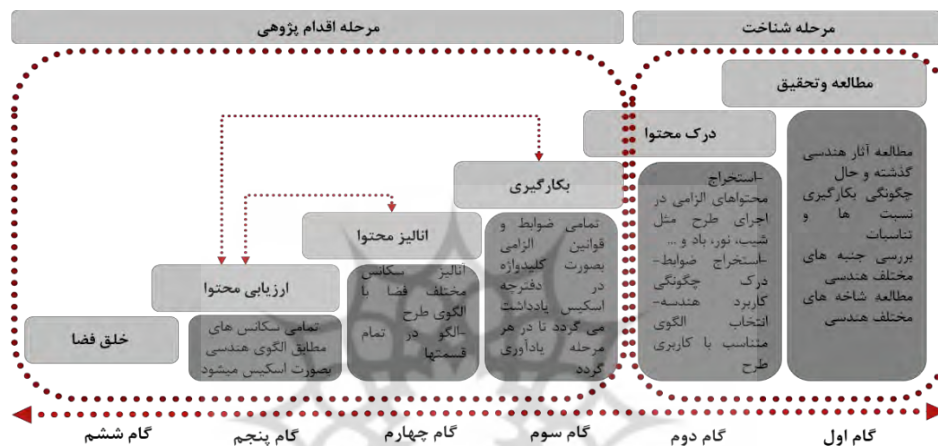 مرحله شناخت
مرحله اقدام پژوهی
مطالعه وتحقیق
مطالعه آثار هندسی
گذشته و حال
چگونگی بکارگیری
نسبت ها و
تناسبات
بررسی جنبه های
مختلف هندسی
مطالعه شاخه های
مختلف هندسی
درک محتوا
-استخراج
محتواهای الزامی در
اجرای طرح مثل
شیب، نور، باد و ...
-استخراج ضوابط-
درک چگونگی
کاربرد هندسه-
انتخاب الگوی
متناسب با کاربری
طرح
بکارگیری
تمامی ضوابط و
قوانین الزامی
بصورت کلیدواژه
در دفترچه
اسکیس یادداشت
می گردد تا در هر
مرحله یادآوری
گردد
انالیز محتوا
آنالیز سکانس
مختلف فضا با
الگوی طرح
-الگو در تمام
قسمتها
ارزیابی محتوا
تمامی سکانس های
مطابق الگوی هندسی
بصورت اسکیس میشود
خلق فضا
گام اول
گام دوم
گام سوم
گام چهارم
گام پنجم
گام ششم